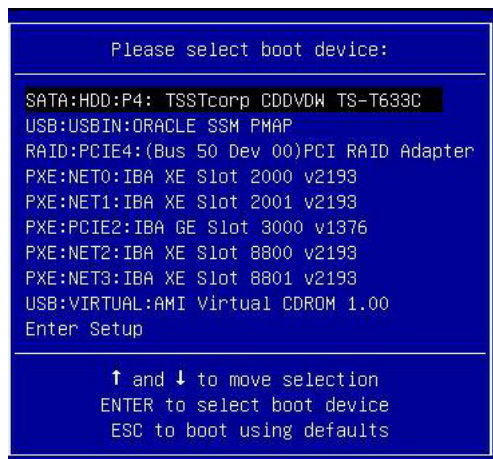 Please select boot device:
SATA:HDD:P4: TSSTcorp CDDVDW TS-T633C
USB:USBIN:ORACLE SSM PMAP
RAID:PCIE4:(Bus 50 Dev 00)PCI RAID Adapter
PXE:NET0:IBA XE Slot 2000 v2193
PXE:NET1:IBA XE Slot 2001 v2193
PXE:PCIE2:IBA GE Slot 3000 v1376
PXE:NET2:IBA XE Slot 8800 v2193
PXE:NET3:IBA XE Slot 8801 v2193
USB:VIRTUAL:AMI Virtual CDROM 1.00
Enter Setup
↑ and ↓ to move selection
ENTER to select boot device
ESC to boot using defaults